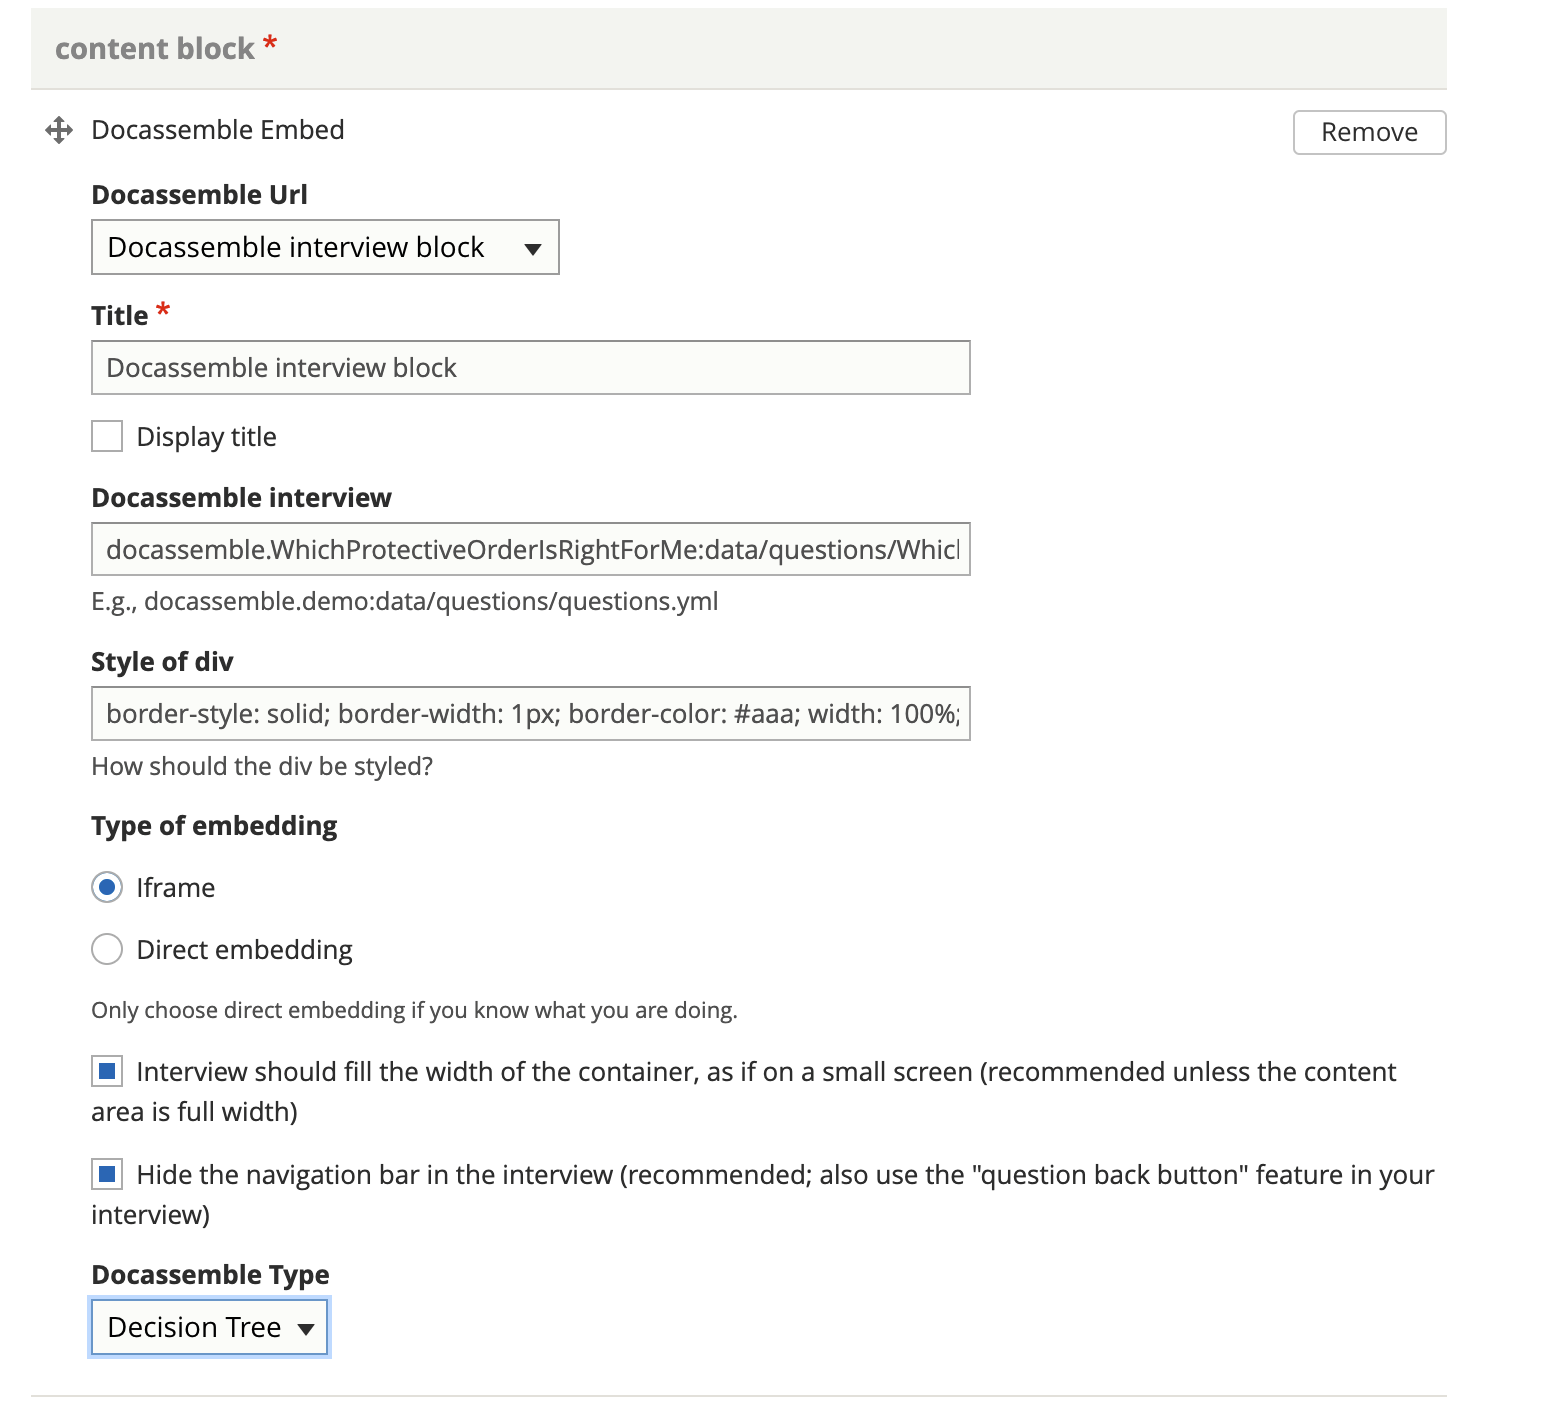 content block *
Docassemble Embed
Remove
Docassemble Url
Docassemble interview block
Title *
Docassemble interview block
Display title
Docassemble interview
docassemble.WhichProtectiveOrderIsRightForMe:data/questions/Whicl
E.g., docassemble.demo:data/questions/questions.yml
Style of div
border-style: solid; border-width: 1px; border-color: #aaa; width: 100%;
How should the div be styled?
Type of embedding
Iframe
Direct embedding
Only choose direct embedding if you know what you are doing.
Interview should fill the width of the container, as if on a small screen (recommended unless the content
area is full width)
Hide the navigation bar in the interview (recommended; also use the "question back button" feature in your
interview)
Docassemble Type
Decision Tree